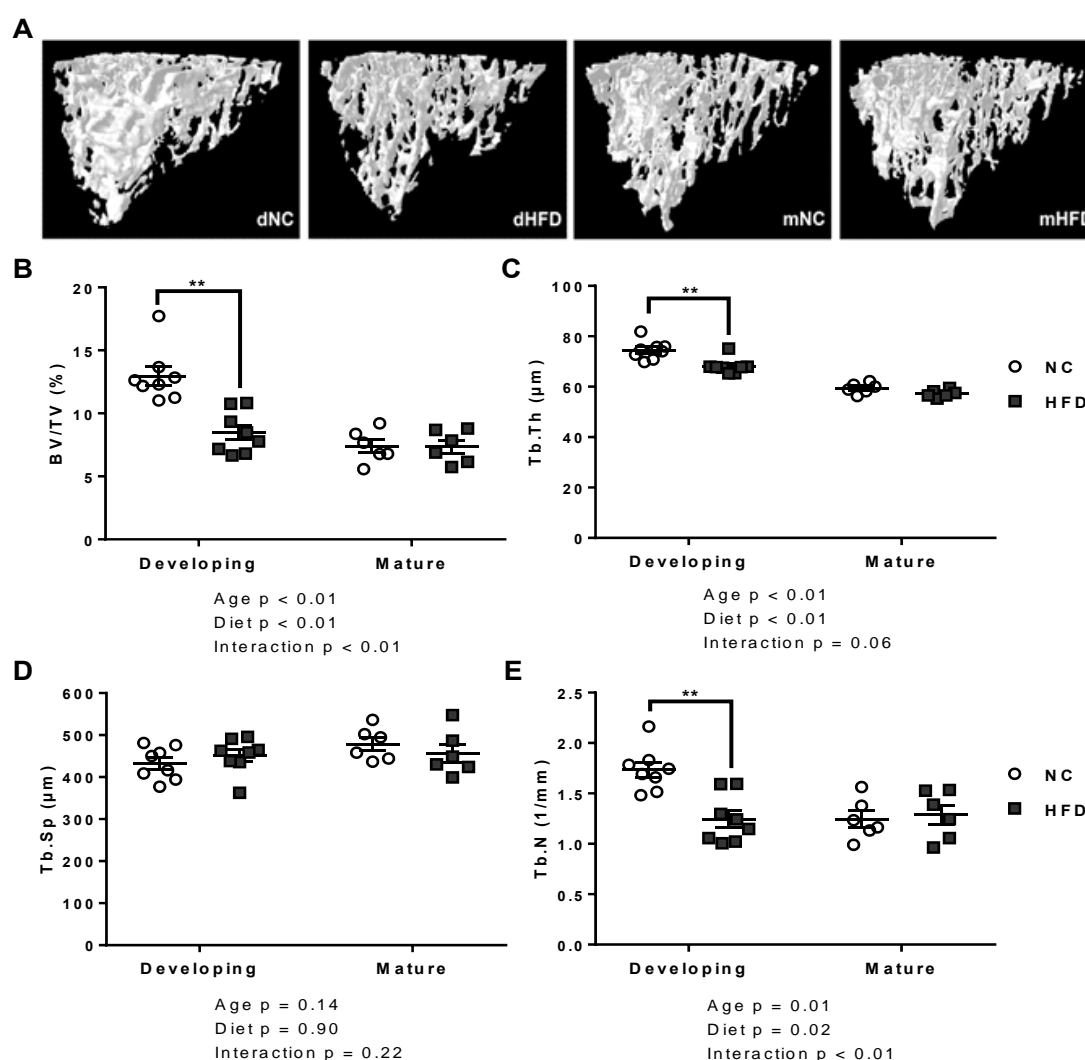 A
dNC
dHFD
mNC
mHFD
B
**
20
15
10
5
0
BV/TV (%)
Developing
Mature
Age p < 0.01
Diet p < 0.01
Interaction p < 0.01
C
**
100
80
60
40
20
0
Tb.Th (µm)
Developing
Mature
NC
HFD
Age p < 0.01
Diet p < 0.01
Interaction p = 0.06
D
600
500
400
300
200
100
0
Tb.Sp (µm)
Developing
Mature
Age p = 0.14
Diet p = 0.90
Interaction p = 0.22
E
**
2.5
2.0
1.5
1.0
0.5
0.0
Tb.N (1/mm)
Developing
Mature
NC
HFD
Age p = 0.01
Diet p = 0.02
Interaction p < 0.01